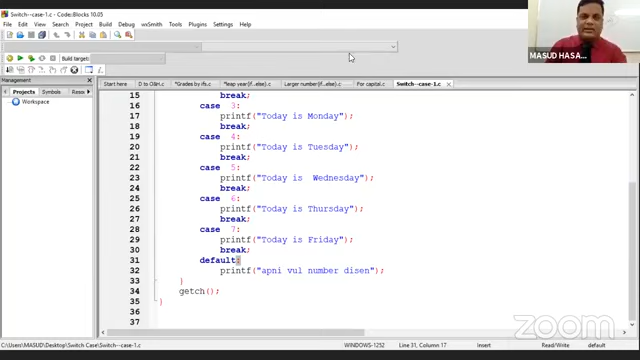 Switch--case-1.c - Code::Blocks 10.05
File Edit View Search Project Build Debug wxSmith Tools Plugins Settings Help
Build target:
MASUD HASA...
Management
Projects Symbols Resou
Workspace
Start here D to O&H.c *Grades by ifs.c *leap year(if...else).c Larger number(if...else).c For capital.c Switch--case-1.c
15 break;
16 case 3:
17 printf("Today is Monday");
18 break;
19 case 4:
20 printf("Today is Tuesday");
21 break;
22 case 5:
23 printf("Today is Wednesday");
24 break;
25 case 6:
26 printf("Today is Thursday");
27 break;
28 case 7:
29 printf("Today is Friday");
30 break;
31 default:
32 printf("apni vul number disen");
33 }
34 getch();
35 }
36
37
zoom
C:\Users\MASUD\Desktop\Switch Case\Switch--case-1.c WINDOWS-1252 Line 31, Column 17 Insert Read/Write default